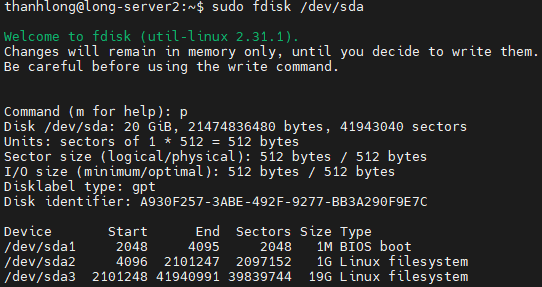 thanhlong@long-server2:~$ sudo fdisk /dev/sda
Welcome to fdisk (util-linux 2.31.1).
Changes will remain in memory only, until you decide to write them.
Be careful before using the write command.
Command (m for help): p
Disk /dev/sda: 20 GiB, 21474836480 bytes, 41943040 sectors
Units: sectors of 1 * 512 = 512 bytes
Sector size (logical/physical): 512 bytes / 512 bytes
I/O size (minimum/optimal): 512 bytes / 512 bytes
Disklabel type: gpt
Disk identifier: A930F257-3ABE-492F-9277-BB3A290F9E7C
Device Start End Sectors Size Type
/dev/sda1 2048 4095 2048 1M BIOS boot
/dev/sda2 4096 2101247 2097152 1G Linux filesystem
/dev/sda3 2101248 41940991 39839744 19G Linux filesystem